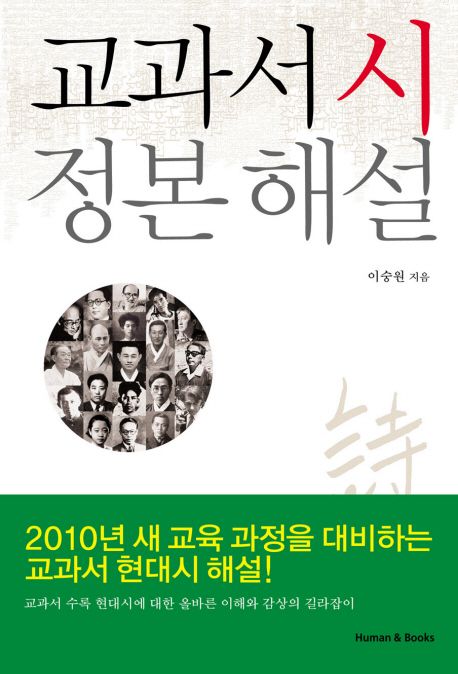 교과서 시
정본 해설
이숭원 지음
詩
2010년 새 교육 과정을 대비하는
교과서 현대시 해설!
교과서 수록 현대시에 대한 올바른 이해와 감상의 길라잡이
Human & Books